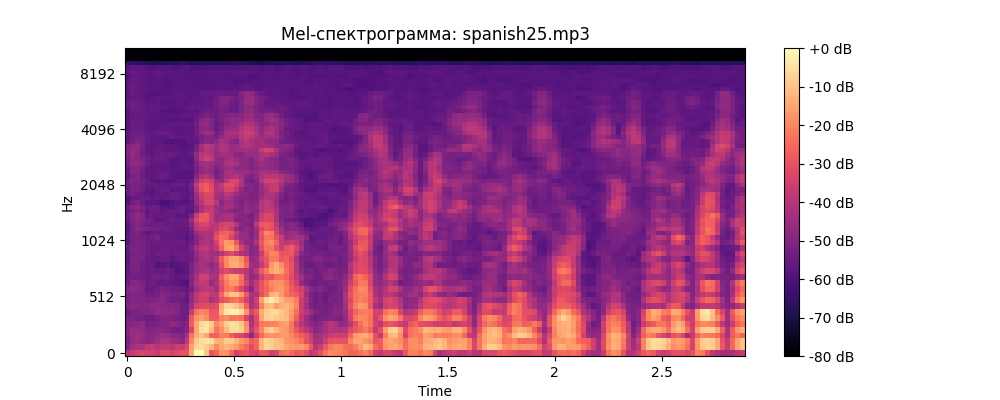 Mel-спектрограмма: spanish25.mp3
8192
4096
2048
1024
512
0
Hz
0
0.5
1
1.5
2
2.5
Time
+0 dB
-10 dB
-20 dB
-30 dB
-40 dB
-50 dB
-60 dB
-70 dB
-80 dB